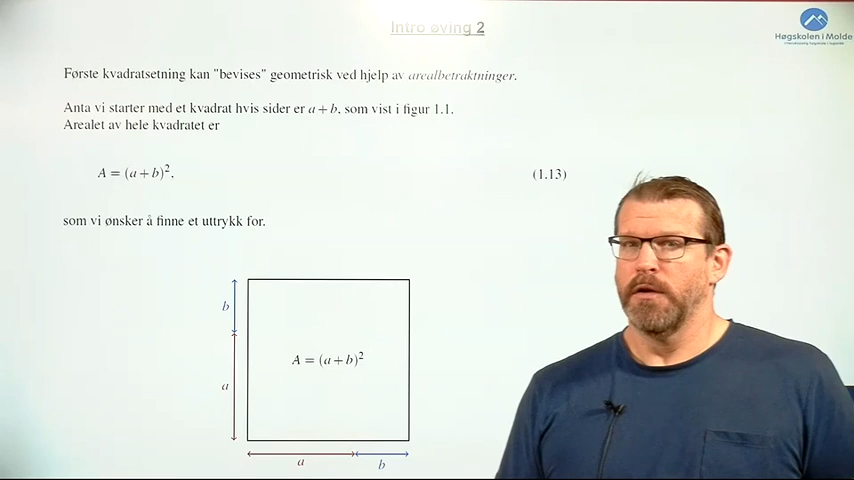 Intro øving 2
Høgskolen i Molde
Første kvadratsetning kan "bevises" geometrisk ved hjelp av arealbetraktninger.
Anta vi starter med et kvadrat hvis sider er a + b, som vist i figur 1.1.
Arealet av hele kvadratet er
A = (a + b)², (1.13)
som vi ønsker å finne et uttrykk for.
b
A = (a + b)²
a
a
b